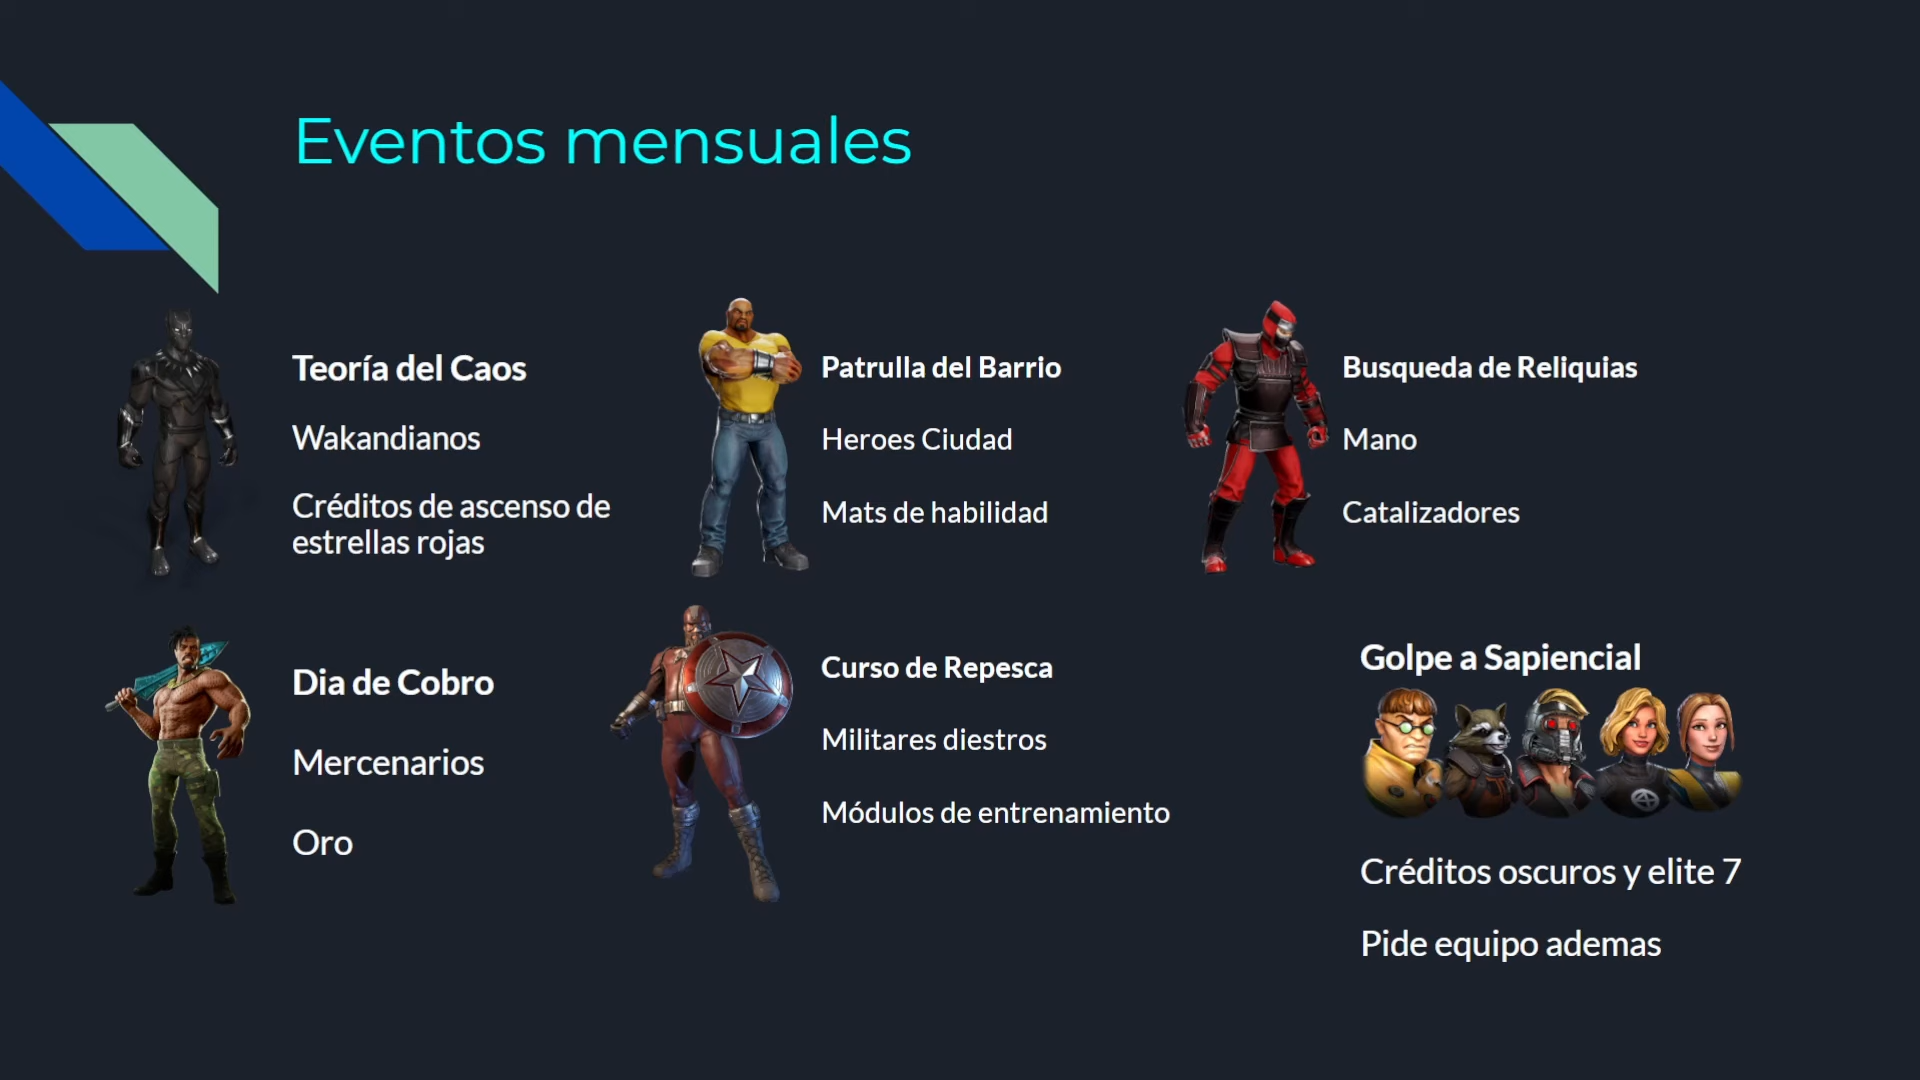 Eventos mensuales
Teoría del Caos
Wakandianos
Créditos de ascenso de
estrellas rojas
Patrulla del Barrio
Heroes Ciudad
Mats de habilidad
Busqueda de Reliquias
Mano
Catalizadores
Dia de Cobro
Mercenarios
Oro
Curso de Repesca
Militares diestros
Módulos de entrenamiento
Golpe a Sapiencial
Créditos oscuros y elite 7
Pide equipo ademas